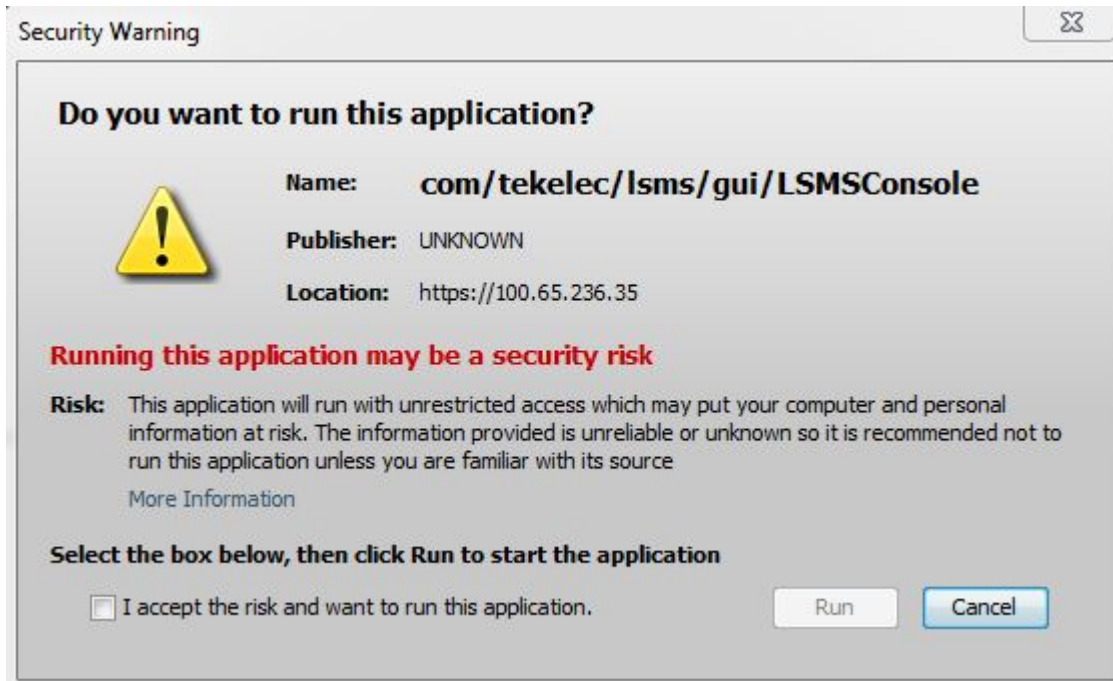 Security Warning
Do you want to run this application?
Name: com/tekelec/lsms/gui/LSMSConsole
Publisher: UNKNOWN
Location: https://100.65.236.35
Running this application may be a security risk
Risk: This application will run with unrestricted access which may put your computer and personal
information at risk. The information provided is unreliable or unknown so it is recommended not to
run this application unless you are familiar with its source
More Information
Select the box below, then click Run to start the application
I accept the risk and want to run this application. Run Cancel